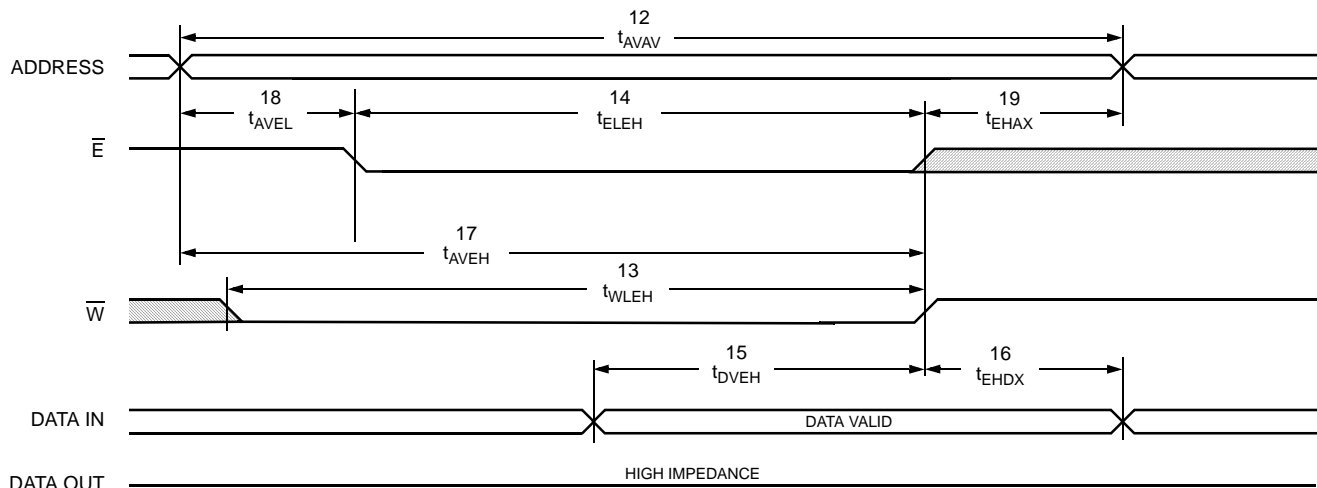 12
tAVAV
ADDRESS
18
tAVEL
14
tELEH
19
tEHAX
E
17
tAVEH
13
tWLEH
W
15
tDVEH
16
tEHDX
DATA IN
DATA VALID
HIGH IMPEDANCE
DATA OUT